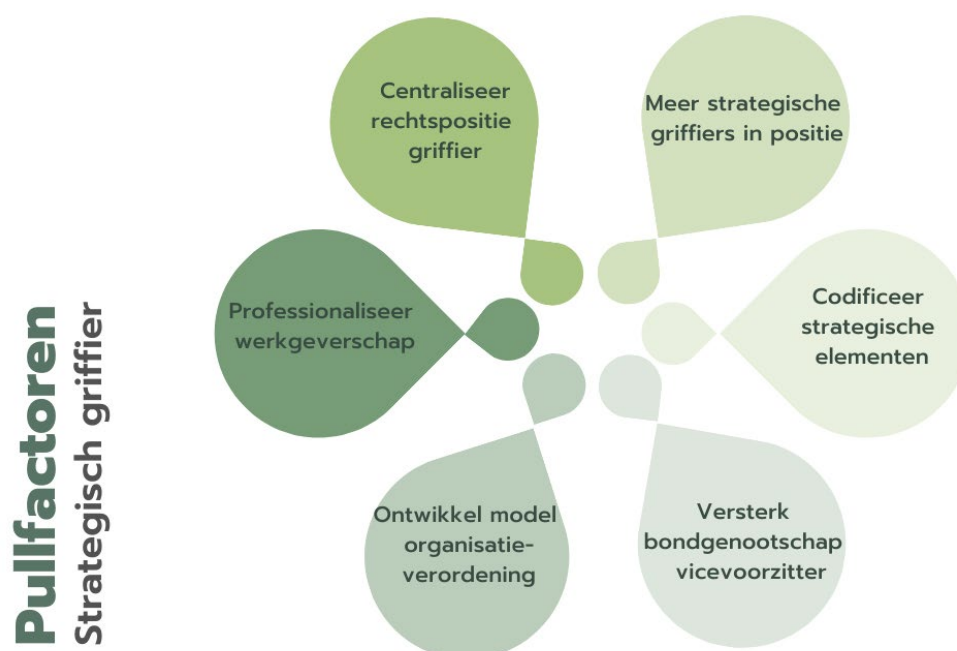 Pullfactoren
Strategisch griffier
Centraliseer
rechtspositie
griffier
Meer strategische
griffiers in positie
Professionaliseer
werkgeverschap
Codificeer
strategische
elementen
Ontwikkel model
organisatie-
verordening
Versterk
bondgenootschap
vicevoorzitter